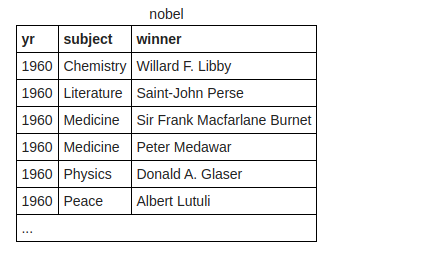 nobel
yr subject winner
1960 Chemistry Willard F. Libby
1960 Literature Saint-John Perse
1960 Medicine Sir Frank Macfarlane Burnet
1960 Medicine Peter Medawar
1960 Physics Donald A. Glaser
1960 Peace Albert Lutuli
...